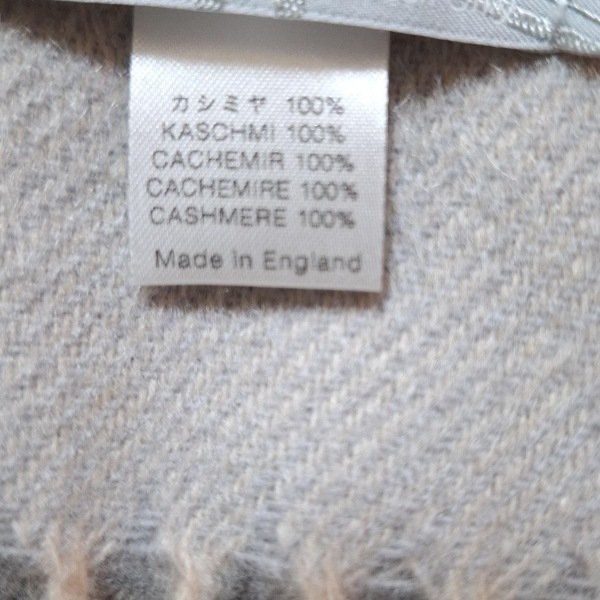 カシミヤ 100%
KASCHMI 100%
CACHEMIR 100%
CACHEMIRE 100%
CASHMERE 100%
Made in England